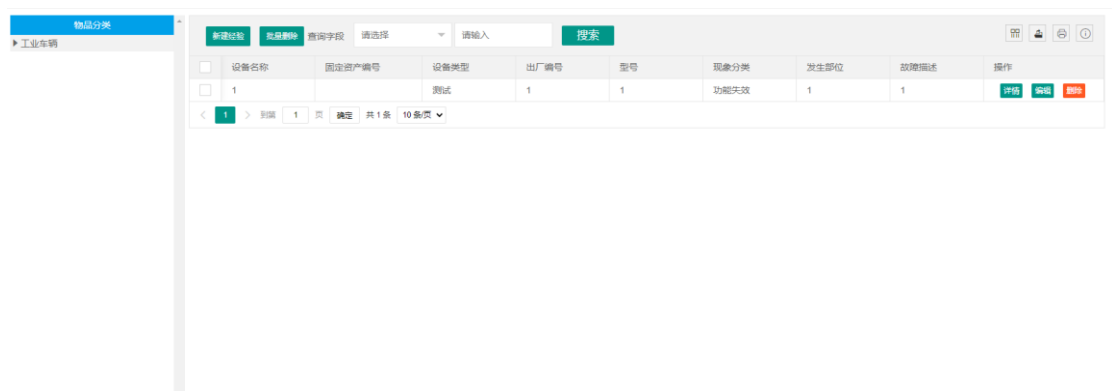 物品分类
工业车辆
新建经验 批量删除 查询字段 请选择 请输入 搜索
设备名称 固定资产编号 设备类型 出厂编号 型号 现象分类 发生部位 故障描述 操作
1 测试 1 1 功能失效 1 1 详情 编辑 删除
1 到第 1 页 确定 共 1 条 10 条/页